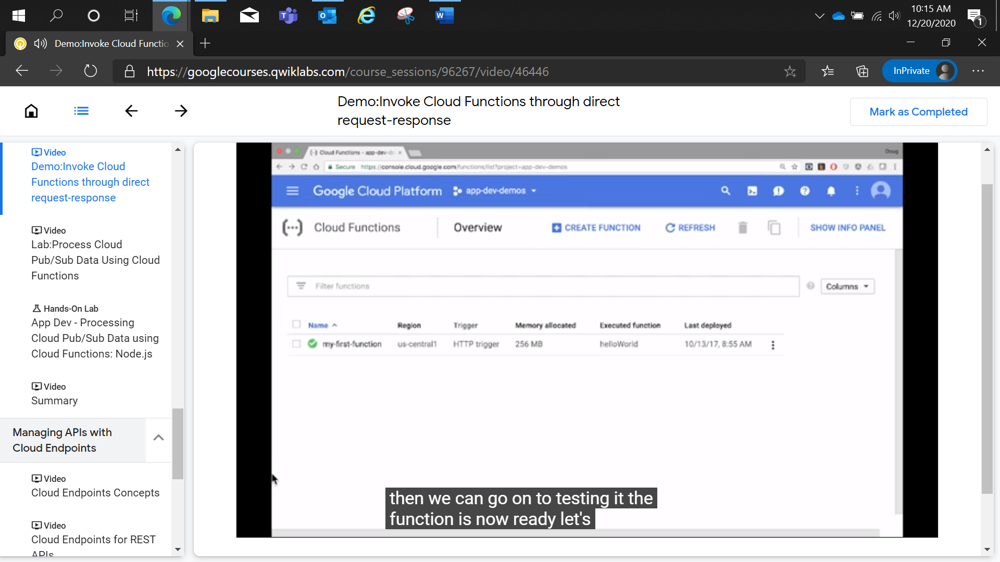 10:15 AM
12/20/2020
1
Demo:Invoke Cloud Functio
https://googlecourses.qwiklabs.com/course_sessions/96267/video/46446
InPrivate
Demo:Invoke Cloud Functions through direct
request-response
Mark as Completed
Video
Demo:Invoke Cloud
Functions through direct
request-response
Video
Lab:Process Cloud
Pub/Sub Data Using Cloud
Functions
Hands-On Lab
App Dev - Processing
Cloud Pub/Sub Data using
Cloud Functions: Node.js
Video
Summary
Managing APIs with
Cloud Endpoints
Video
Cloud Endpoints Concepts
Video
Cloud Endpoints for REST
APIs
Cloud Functions - app-dev-d
Doug
Secure https://console.cloud.google.com/functions/list?project=app-dev-demos
Google Cloud Platform app-dev-demos
Cloud Functions Overview CREATE FUNCTION REFRESH SHOW INFO PANEL
Filter functions
Columns
Name Region Trigger Memory allocated Executed function Last deployed
my-first-function us-central1 HTTP trigger 256 MB helloWorld 10/13/17, 8:55 AM
then we can go on to testing it the
function is now ready let's